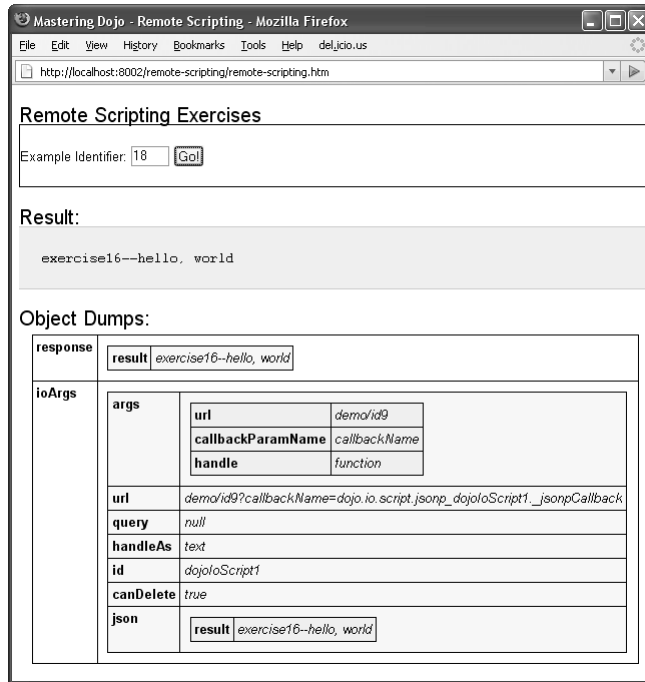 Mastering Dojo - Remote Scripting - Mozilla Firefox
File Edit View History Bookmarks Tools Help del.icio.us
http://localhost:8002/remote-scripting/remote-scripting.htm
Remote Scripting Exercises
Example Identifier: 18 Go!
Result:
exercise16--hello, world
Object Dumps:
response
result exercise16--hello, world
ioArgs
args
url demo/id9
callbackParamName callbackName
handle function
url demo/id9?callbackName=dojo.io.script.jsonp_dojoIoScript1._jsonpCallback
query null
handleAs text
id dojoIoScript1
canDelete true
json
result exercise16--hello, world